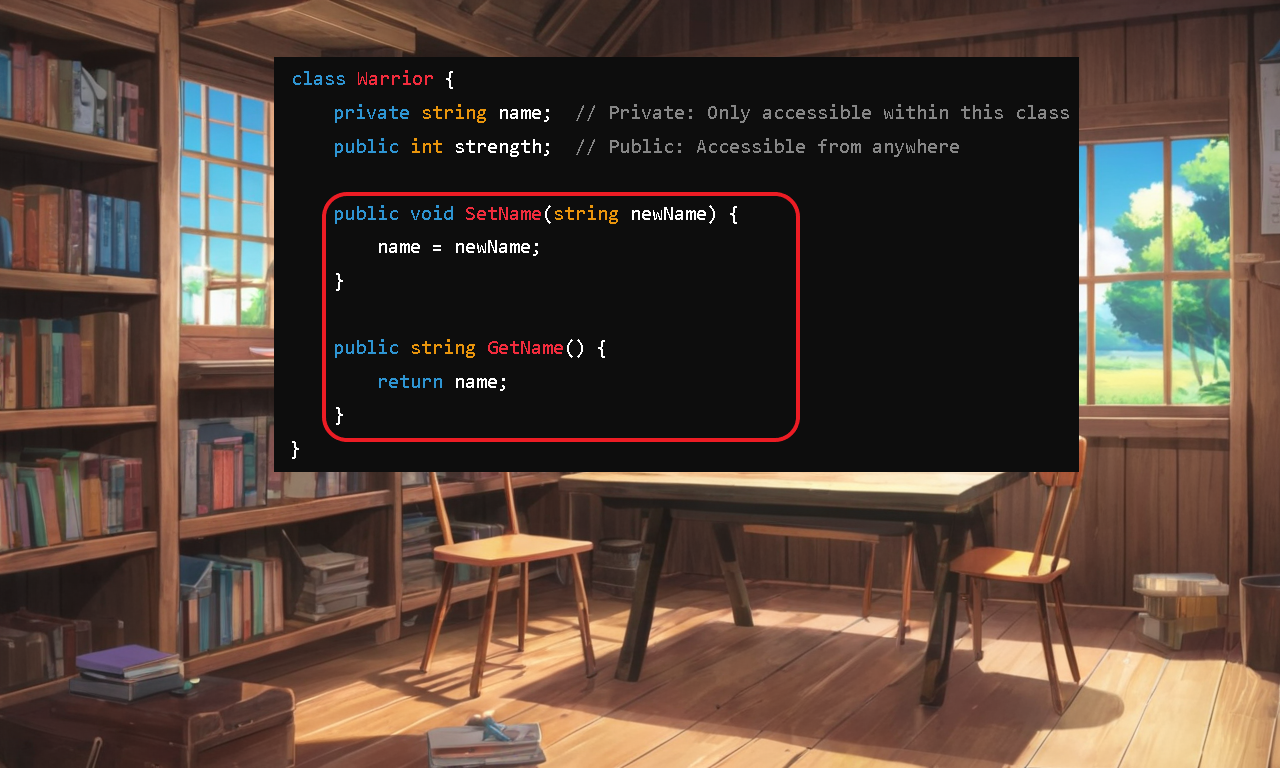 class Warrior {
    private string name;  // Private: Only accessible within this class
    public int strength;  // Public: Accessible from anywhere
    public void SetName(string newName) {
        name = newName;
    }
    public string GetName() {
        return name;
    }
}